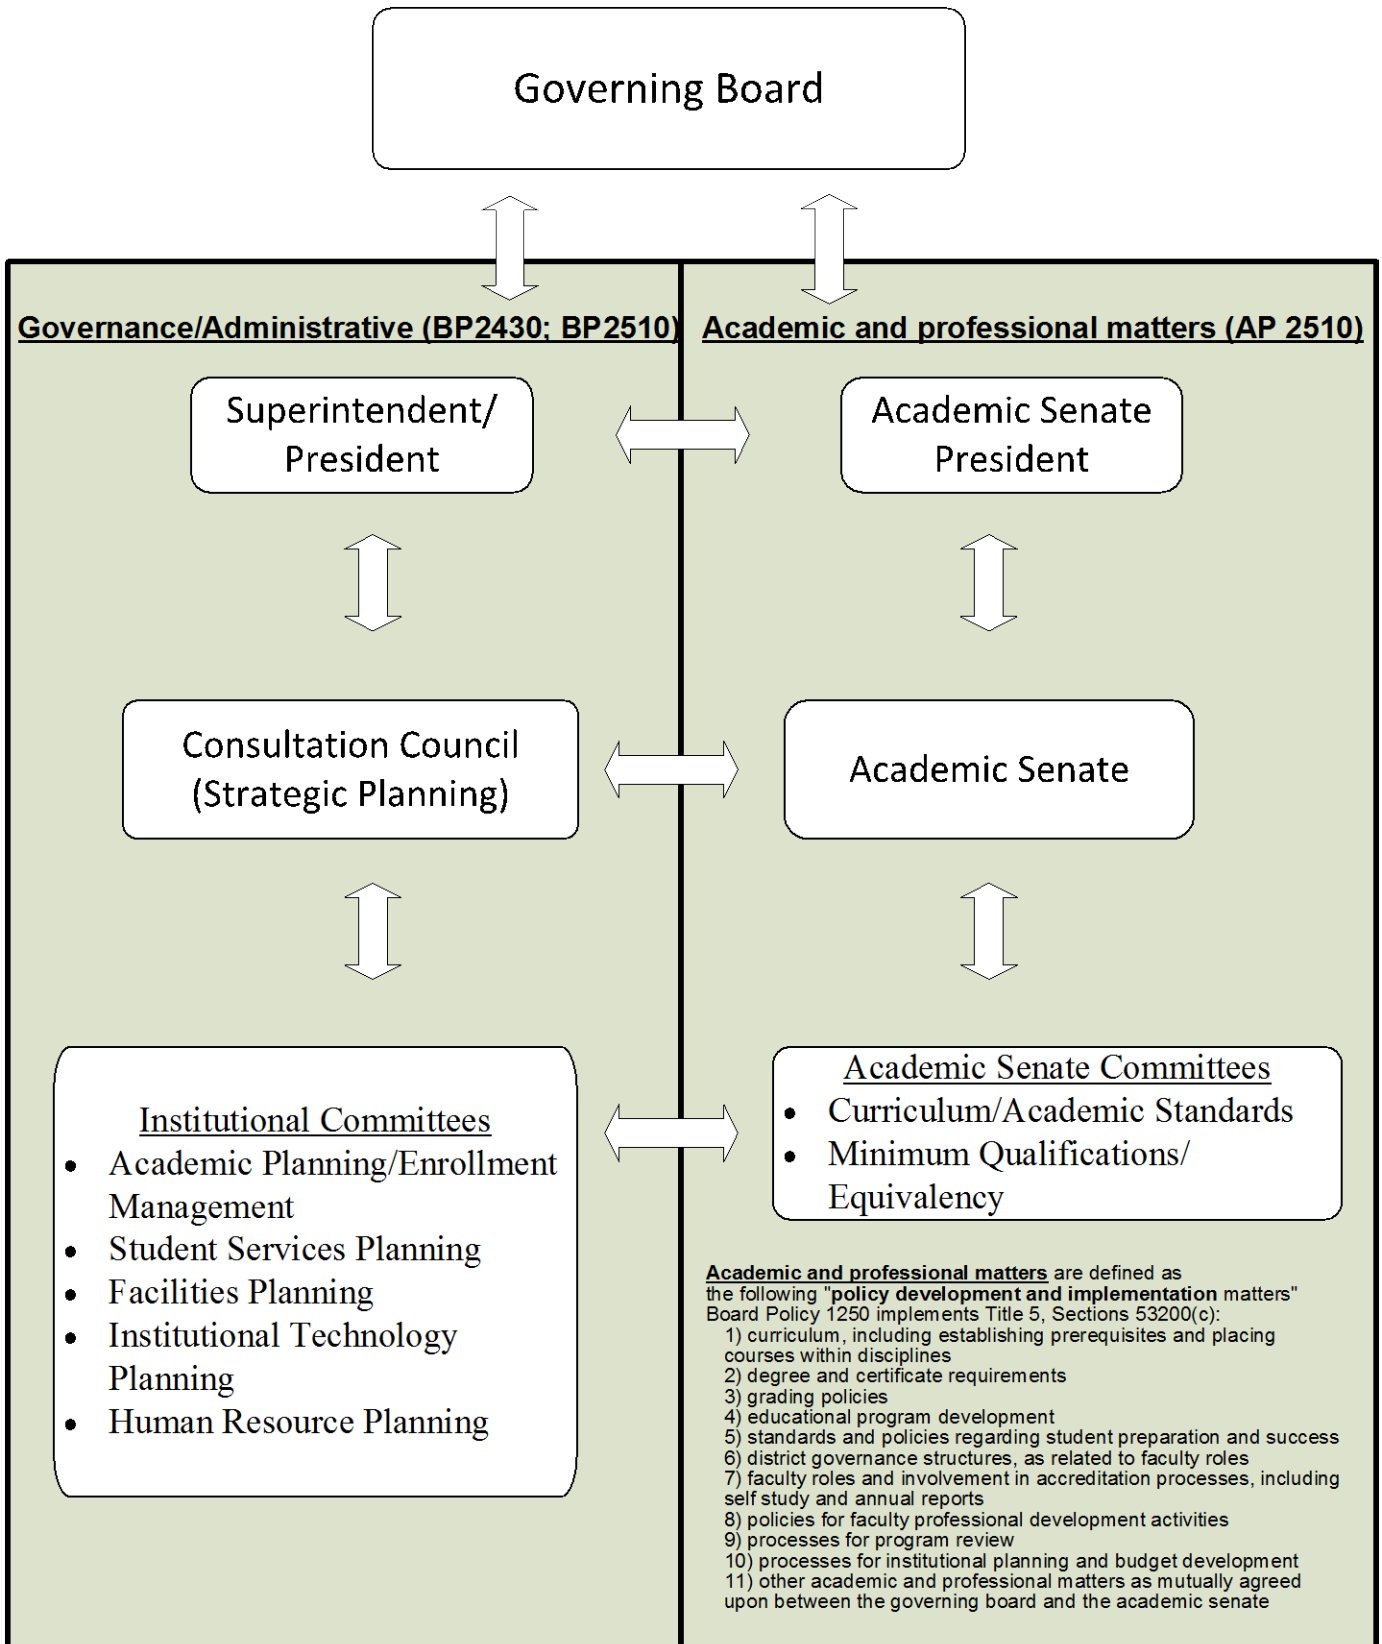 Governing Board
Governance/Administrative (BP2430; BP2510)
Superintendent/
President
Consultation Council
(Strategic Planning)
Institutional Committees
• Academic Planning/Enrollment
Management
• Student Services Planning
• Facilities Planning
• Institutional Technology
Planning
• Human Resource Planning
Academic and professional matters (AP 2510)
Academic Senate
President
Academic Senate
Academic Senate Committees
• Curriculum/Academic Standards
• Minimum Qualifications/
Equivalency
Academic and professional matters are defined as
the following "policy development and implementation matters"
Board Policy 1250 implements Title 5, Sections 53200(c):
1) curriculum, including establishing prerequisites and placing
courses within disciplines
2) degree and certificate requirements
3) grading policies
4) educational program development
5) standards and policies regarding student preparation and success
6) district governance structures, as related to faculty roles
7) faculty roles and involvement in accreditation processes, including
self study and annual reports
8) policies for faculty professional development activities
9) processes for program review
10) processes for institutional planning and budget development
11) other academic and professional matters as mutually agreed
upon between the governing board and the academic senate